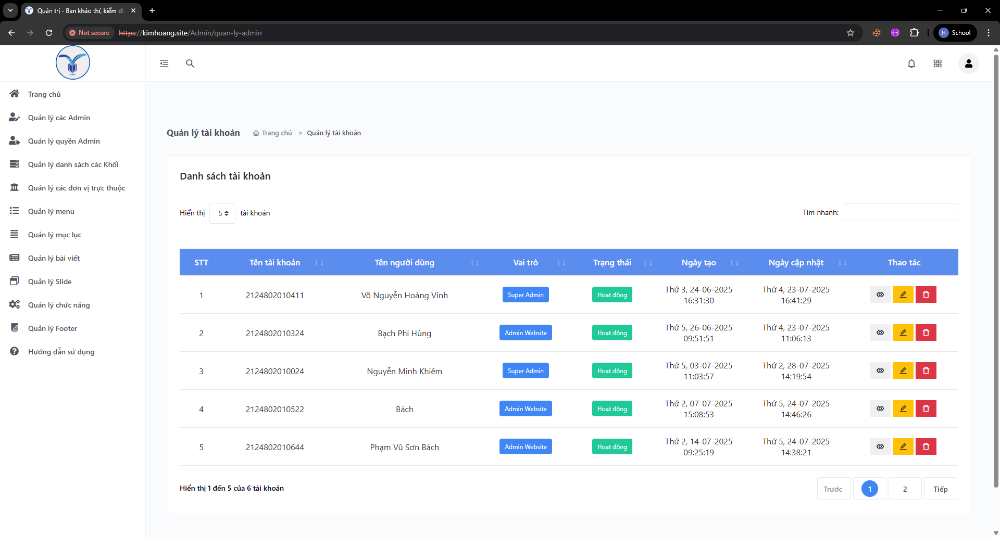 Quản trị - Ban khảo thí, kiểm đị
Not secure
https://kimhoang.site/Admin/quan-ly-admin
H
School
TDMU
Trang chủ
Quản lý các Admin
Quản lý quyền Admin
Quản lý danh sách các Khối
Quản lý các đơn vị trực thuộc
Quản lý menu
Quản lý mục lục
Quản lý bài viết
Quản lý Slide
Quản lý chức năng
Quản lý Footer
Hướng dẫn sử dụng
Quản lý tài khoản Trang chủ > Quản lý tài khoản
Danh sách tài khoản
Hiển thị 5 tài khoản
Tìm nhanh:
STT Tên tài khoản Tên người dùng Vai trò Trạng thái Ngày tạo Ngày cập nhật Thao tác
1 2124802010411 Võ Nguyễn Hoàng Vinh Super Admin Hoạt động Thứ 3, 24-06-2025 16:31:30 Thứ 4, 23-07-2025 16:41:29
2 2124802010324 Bạch Phi Hùng Admin Website Hoạt động Thứ 5, 26-06-2025 09:51:51 Thứ 4, 23-07-2025 11:06:13
3 2124802010024 Nguyễn Minh Khiêm Super Admin Hoạt động Thứ 5, 03-07-2025 11:03:57 Thứ 2, 28-07-2025 14:19:54
4 2124802010522 Bách Admin Website Hoạt động Thứ 2, 07-07-2025 15:08:53 Thứ 5, 24-07-2025 14:46:26
5 2124802010644 Phạm Vũ Sơn Bách Admin Website Hoạt động Thứ 2, 14-07-2025 09:25:19 Thứ 5, 24-07-2025 14:38:21
Hiển thị 1 đến 5 của 6 tài khoản
Trước 1 2 Tiếp